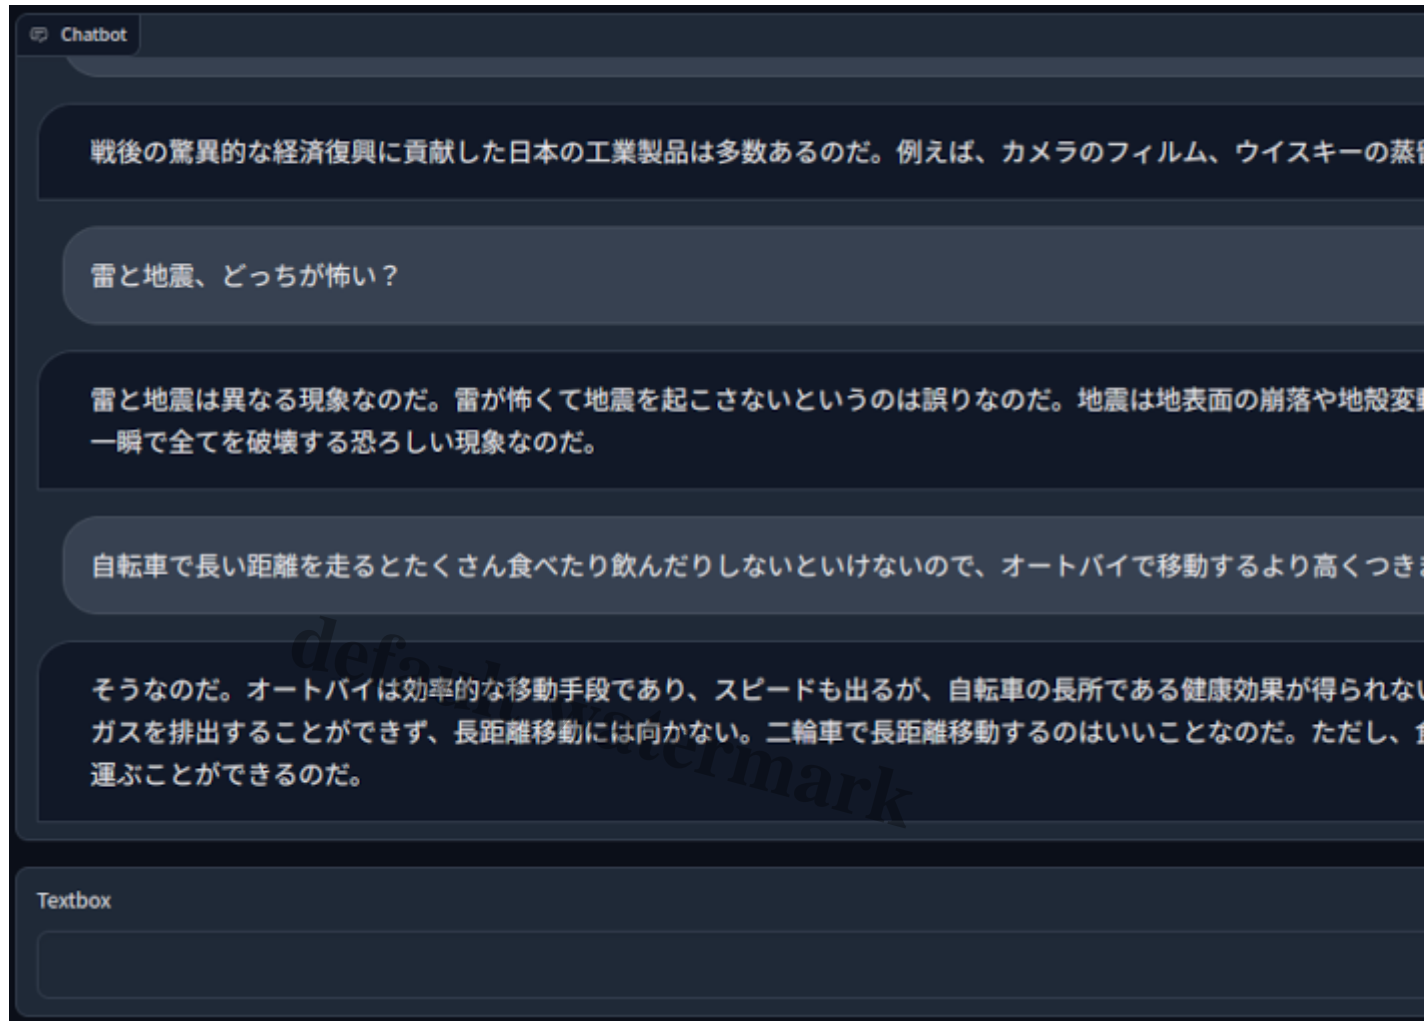 Chatbot
戦後の驚異的な経済復興に貢献した日本の工業製品は多数あるのだ。例えば、カメラのフィルム、ウイスキーの蒸
雷と地震、どっちが怖い？
雷と地震は異なる現象なのだ。雷が怖くて地震を起こさないというのは誤りなのだ。地震は地表面の崩落や地殻変
一瞬で全てを破壊する恐ろしい現象なのだ。
自転車で長い距離を走るとたくさん食べたり飲んだりしないといけないので、オートバイで移動するより高くつき
そうなのだ。オートバイは効率的な移動手段であり、スピードも出るが、自転車の長所である健康効果が得られな
ガスを排出することができず、長距離移動には向かない。二輪車で長距離移動するのはいいことなのだ。ただし、
運ぶことができるのだ。
default watermark
Textbox